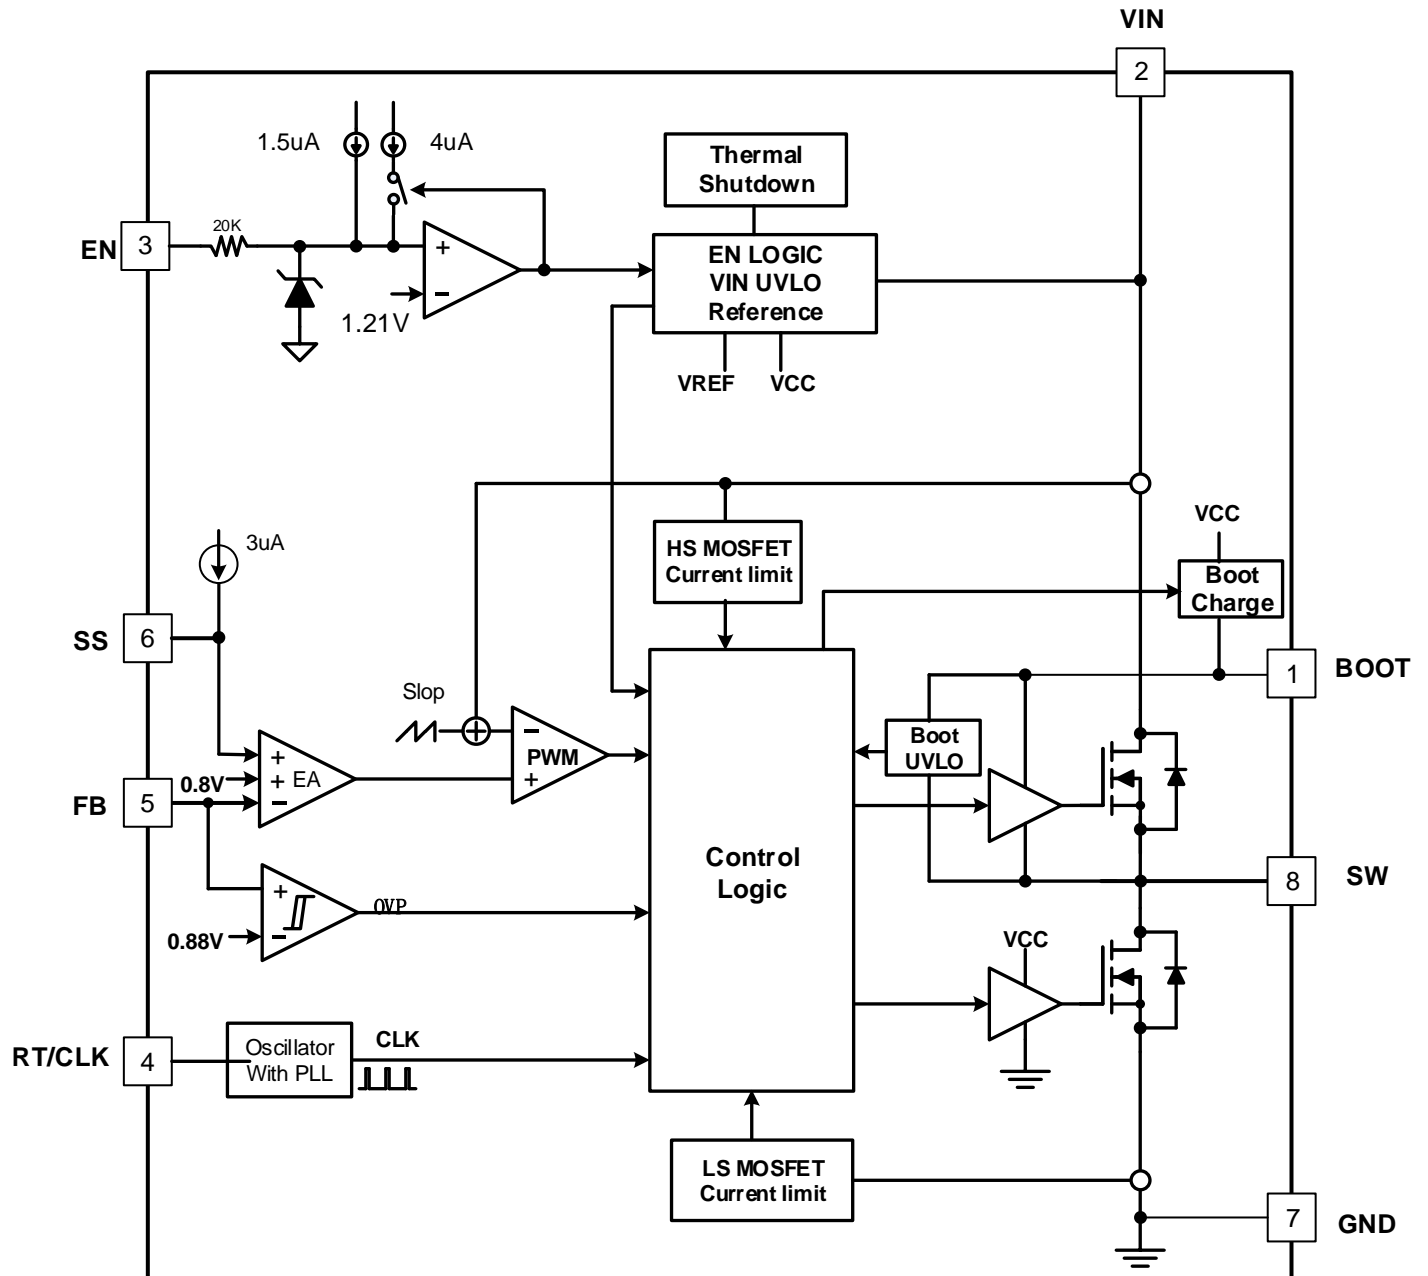 VIN
2
1.5uA
4uA
Thermal
Shutdown
20K
EN
3
+
−
1.21V
EN LOGIC
VIN UVLO
Reference
VREF
VCC
3uA
HS MOSFET
Current limit
VCC
Boot
Charge
SS
6
1
BOOT
Slop
−
PWM
+
Boot
UVLO
+
+ EA
−
0.8V
FB
5
Control
Logic
8
SW
+
−
0.88V
OVP
VCC
RT/CLK
4
Oscillator
With PLL
CLK
LS MOSFET
Current limit
7
GND